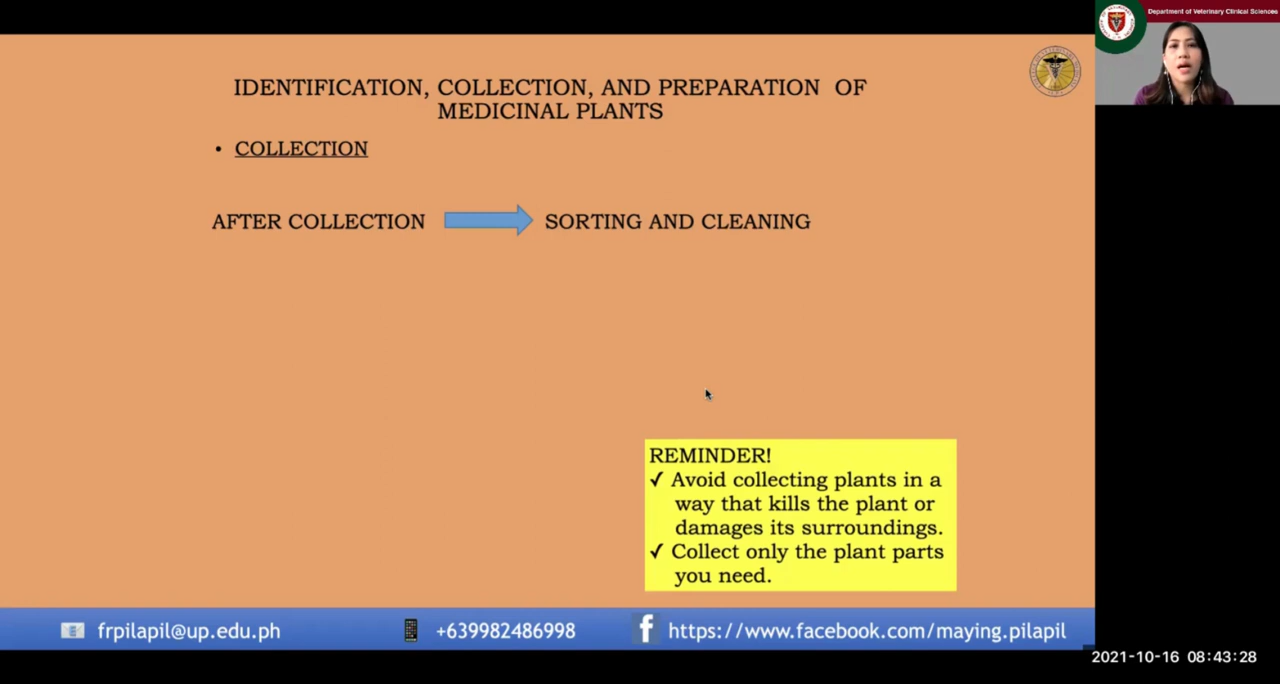 Department of Veterinary Clinical Sciences
IDENTIFICATION, COLLECTION, AND PREPARATION OF
MEDICINAL PLANTS
• COLLECTION
AFTER COLLECTION
SORTING AND CLEANING
REMINDER!
✓ Avoid collecting plants in a
way that kills the plant or
damages its surroundings.
✓ Collect only the plant parts
you need.
frpilapil@up.edu.ph
+639982486998
f https://www.facebook.com/maying.pilapil
2021-10-16 08:43:28